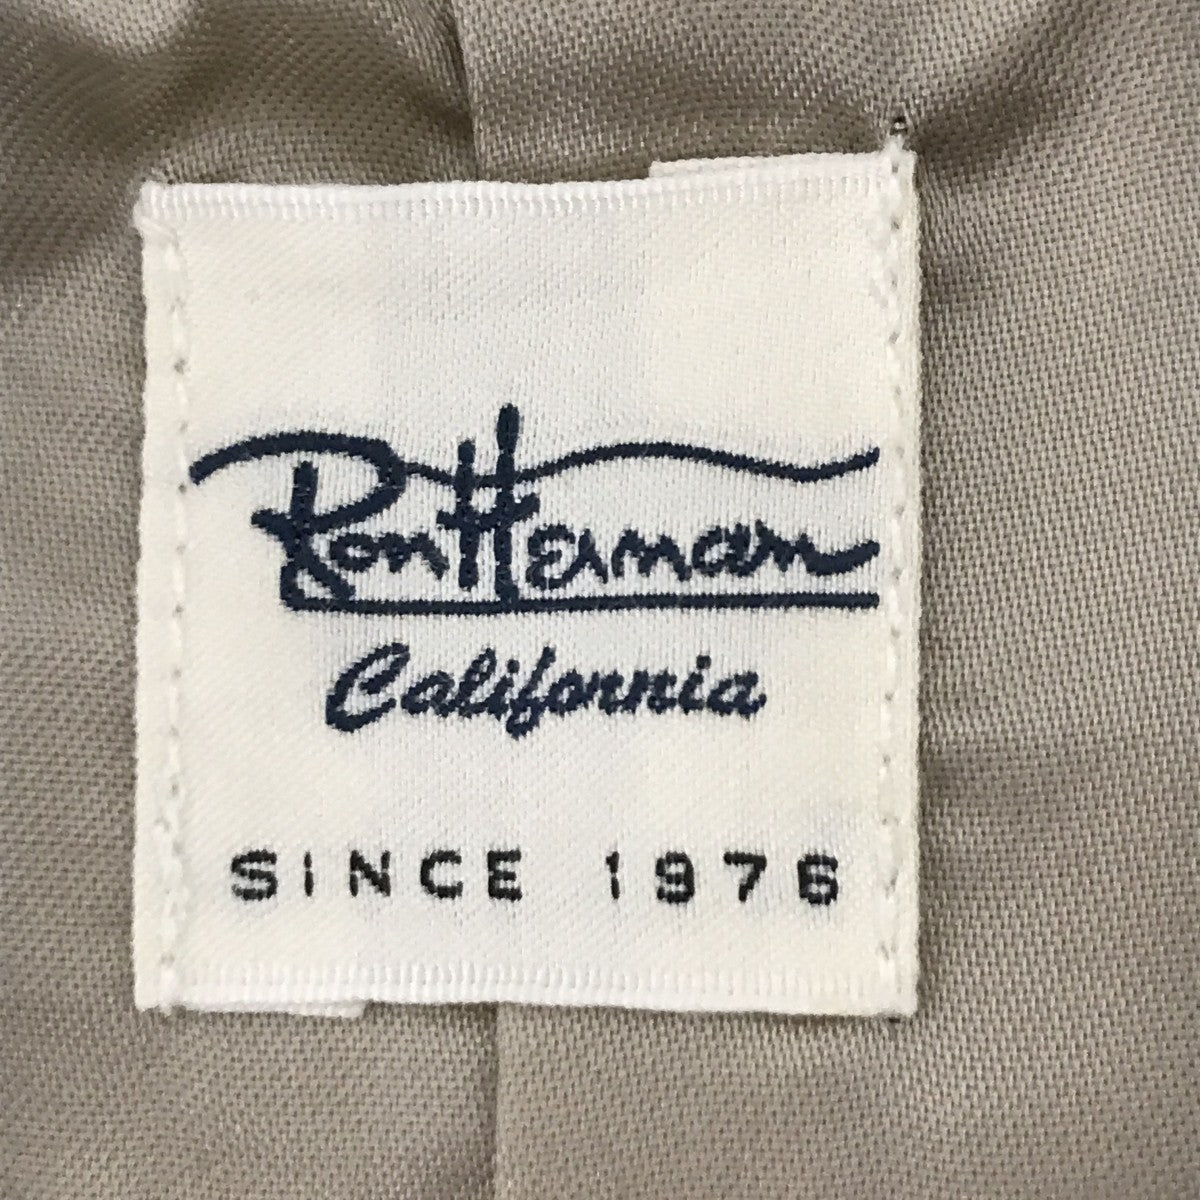 Ron Herman
California
SINCE 1976